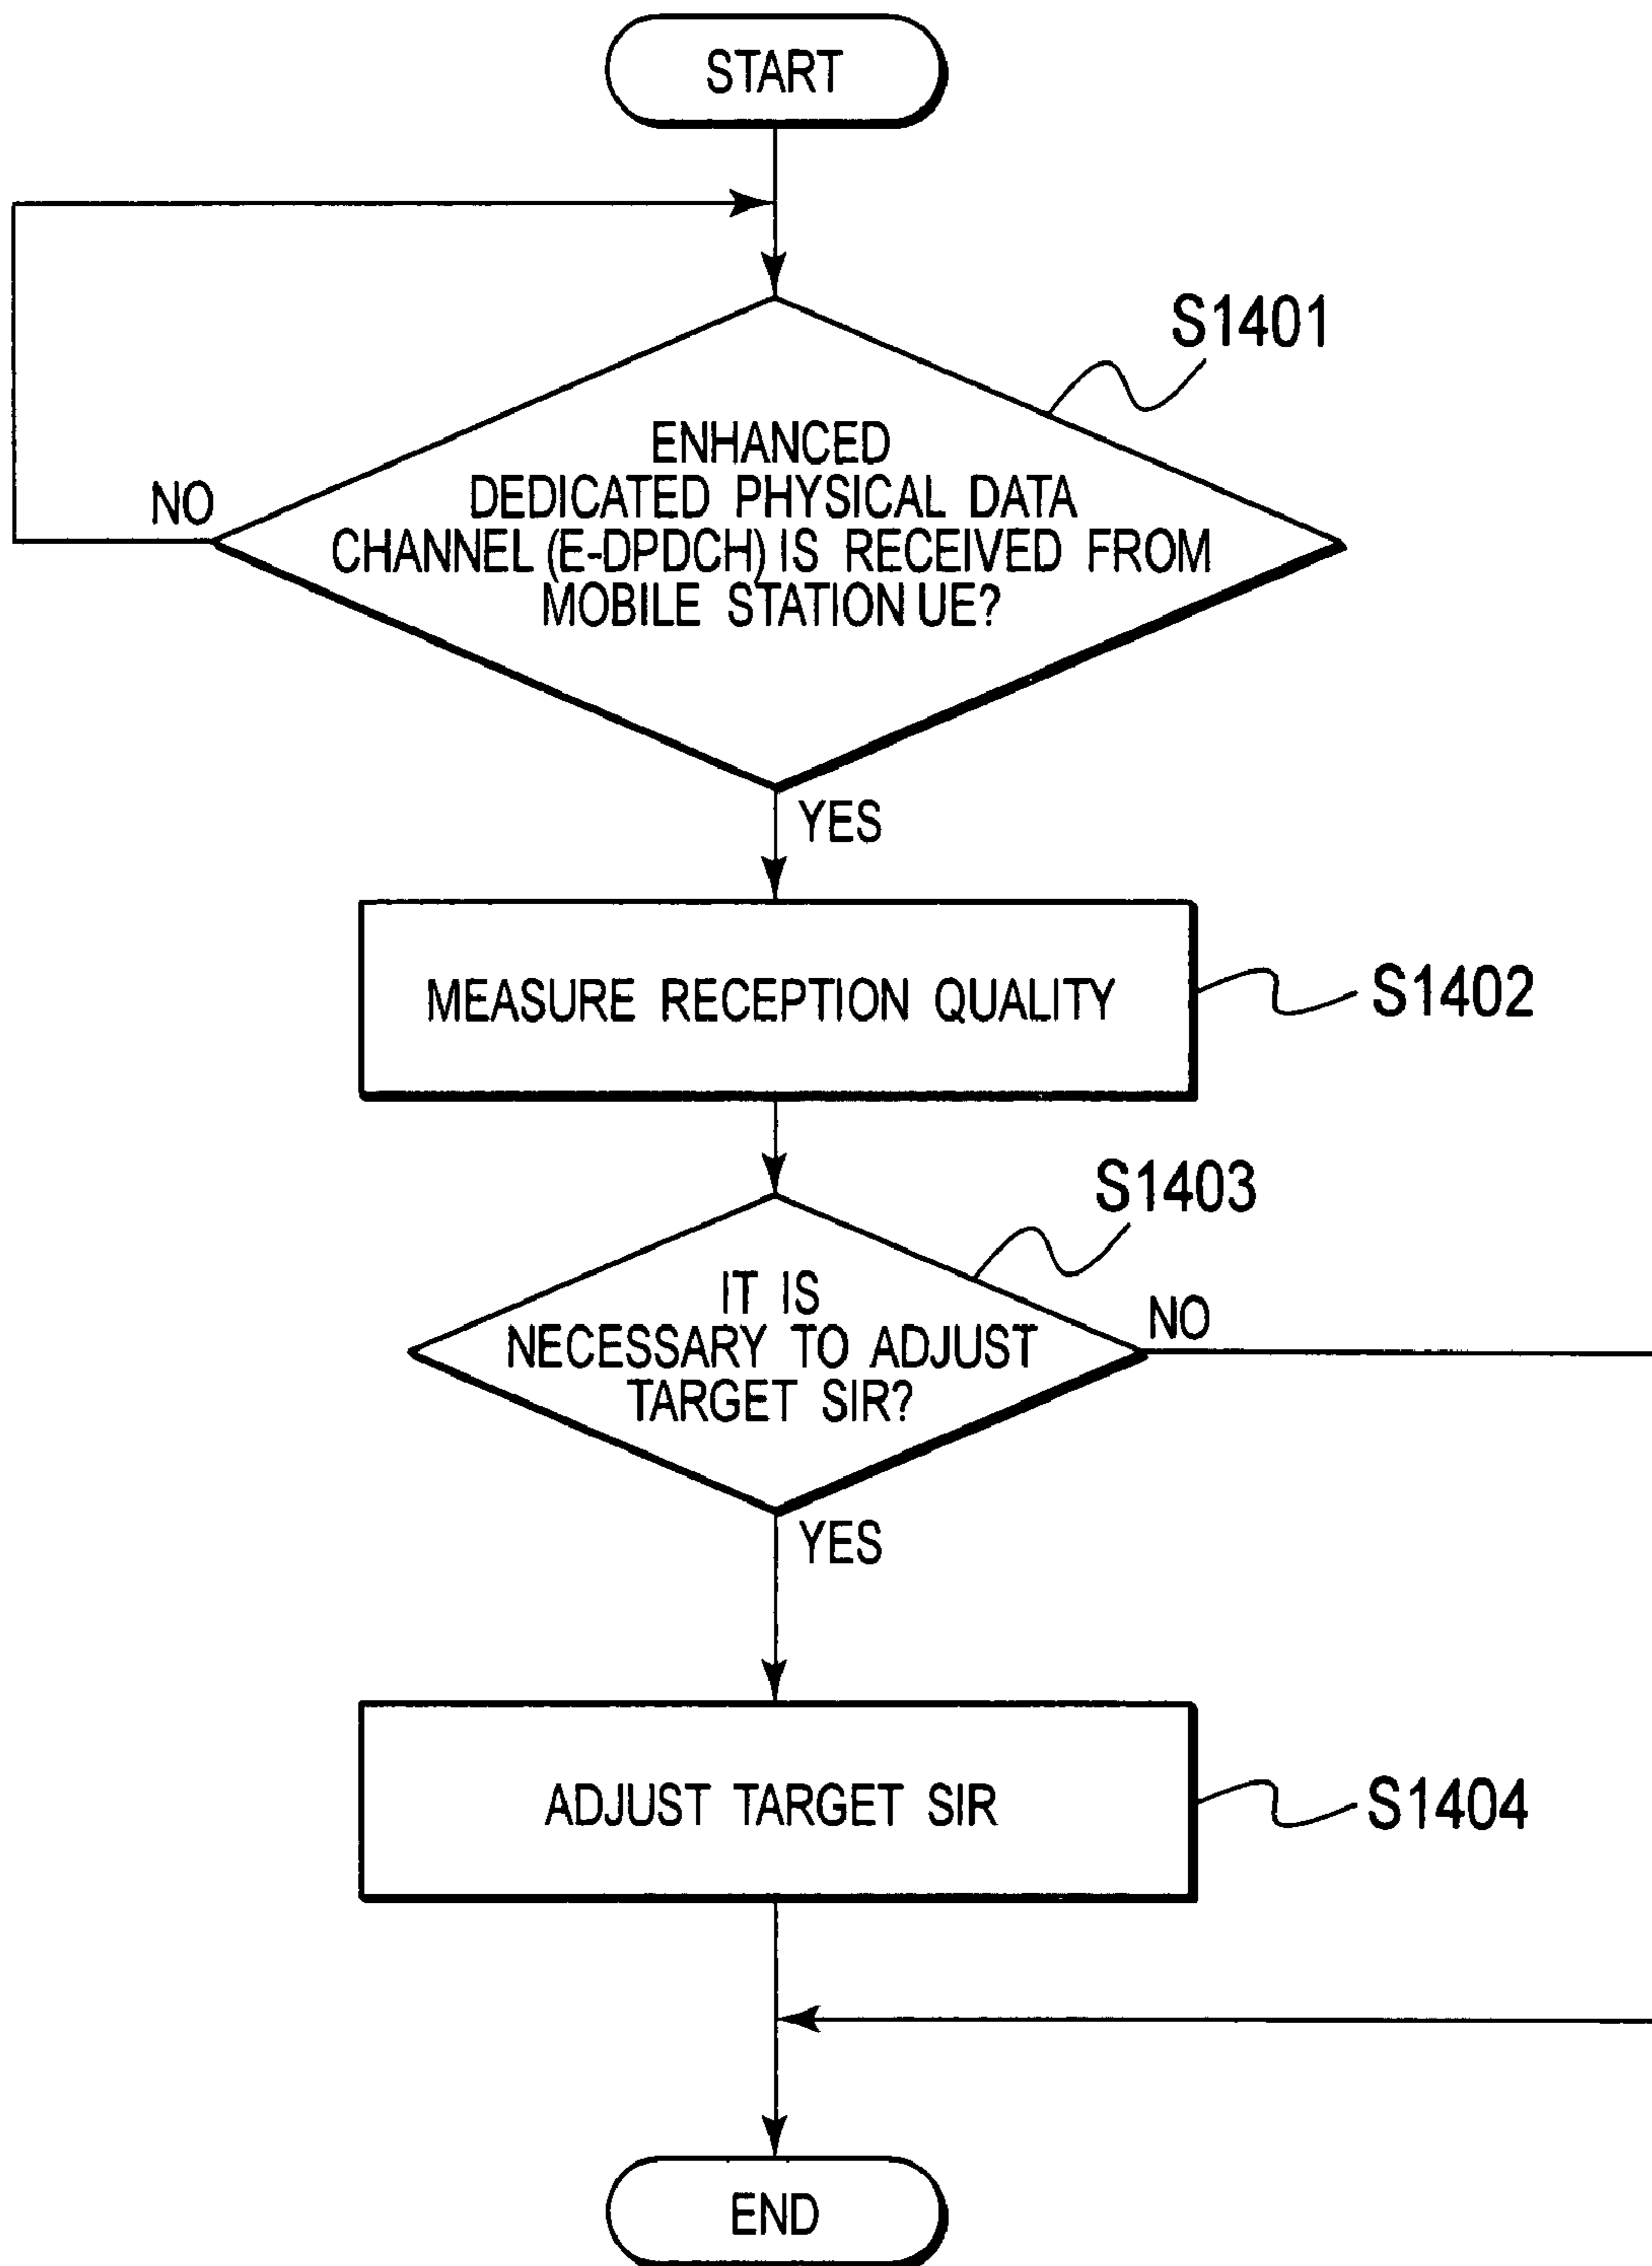 START
S1401
ENHANCED
DEDICATED PHYSICAL DATA
CHANNEL (E-DPDCH) IS RECEIVED FROM
MOBILE STATION UE?
NO
YES
MEASURE RECEPTION QUALITY
S1402
S1403
IT IS
NECESSARY TO ADJUST
TARGET SIR?
NO
YES
ADJUST TARGET SIR
S1404
END